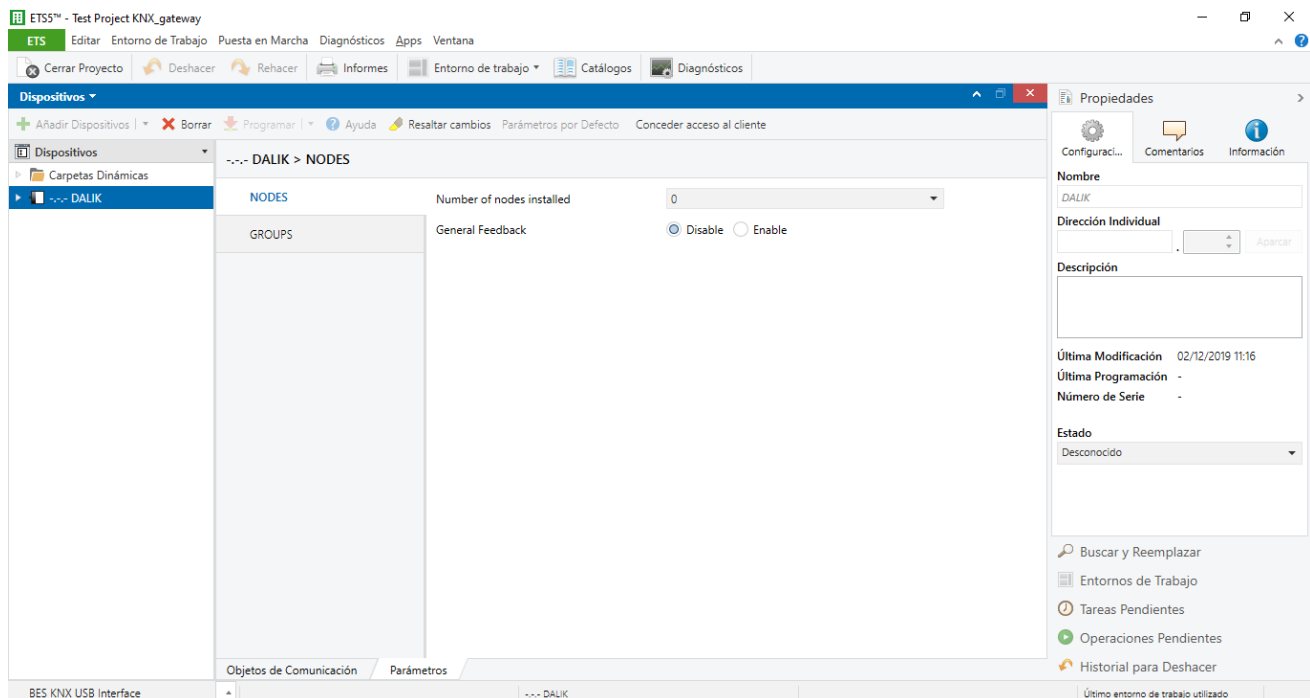 ETS5™ - Test Project KNX_gateway
ETS Editar Entorno de Trabajo Puesta en Marcha Diagnósticos Apps Ventana
Cerrar Proyecto Deshacer Rehacer Informes Entorno de trabajo Catálogos Diagnósticos
Dispositivos
Añadir Dispositivos Borrar Programar Ayuda Resaltar cambios Parámetros por Defecto Conceder acceso al cliente
Dispositivos
Carpetas Dinámicas
-.-.- DALIK
-.-.- DALIK > NODES
NODES
GROUPS
Number of nodes installed 0
General Feedback Disable Enable
Objetos de Comunicación Parámetros
Propiedades
Configuraci... Comentarios Información
Nombre
DALIK
Dirección Individual
. Aparcar
Descripción
Última Modificación 02/12/2019 11:16
Última Programación -
Número de Serie -
Estado
Desconocido
Buscar y Reemplazar
Entornos de Trabajo
Tareas Pendientes
Operaciones Pendientes
Historial para Deshacer
BES KNX USB Interface -.-.- DALIK Último entorno de trabajo utilizado